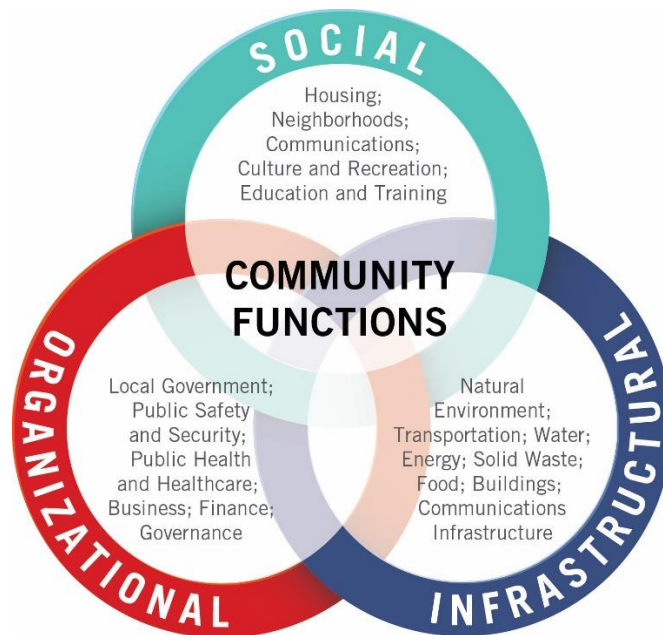 SOCIAL
Housing;
Neighborhoods;
Communications;
Culture and Recreation;
Education and Training
COMMUNITY
FUNCTIONS
ORGANIZATIONAL
Local Government;
Public Safety
and Security;
Public Health
and Healthcare;
Business; Finance;
Governance
INFRASTRUCTURAL
Natural
Environment;
Transportation; Water;
Energy; Solid Waste;
Food; Buildings;
Communications
Infrastructure